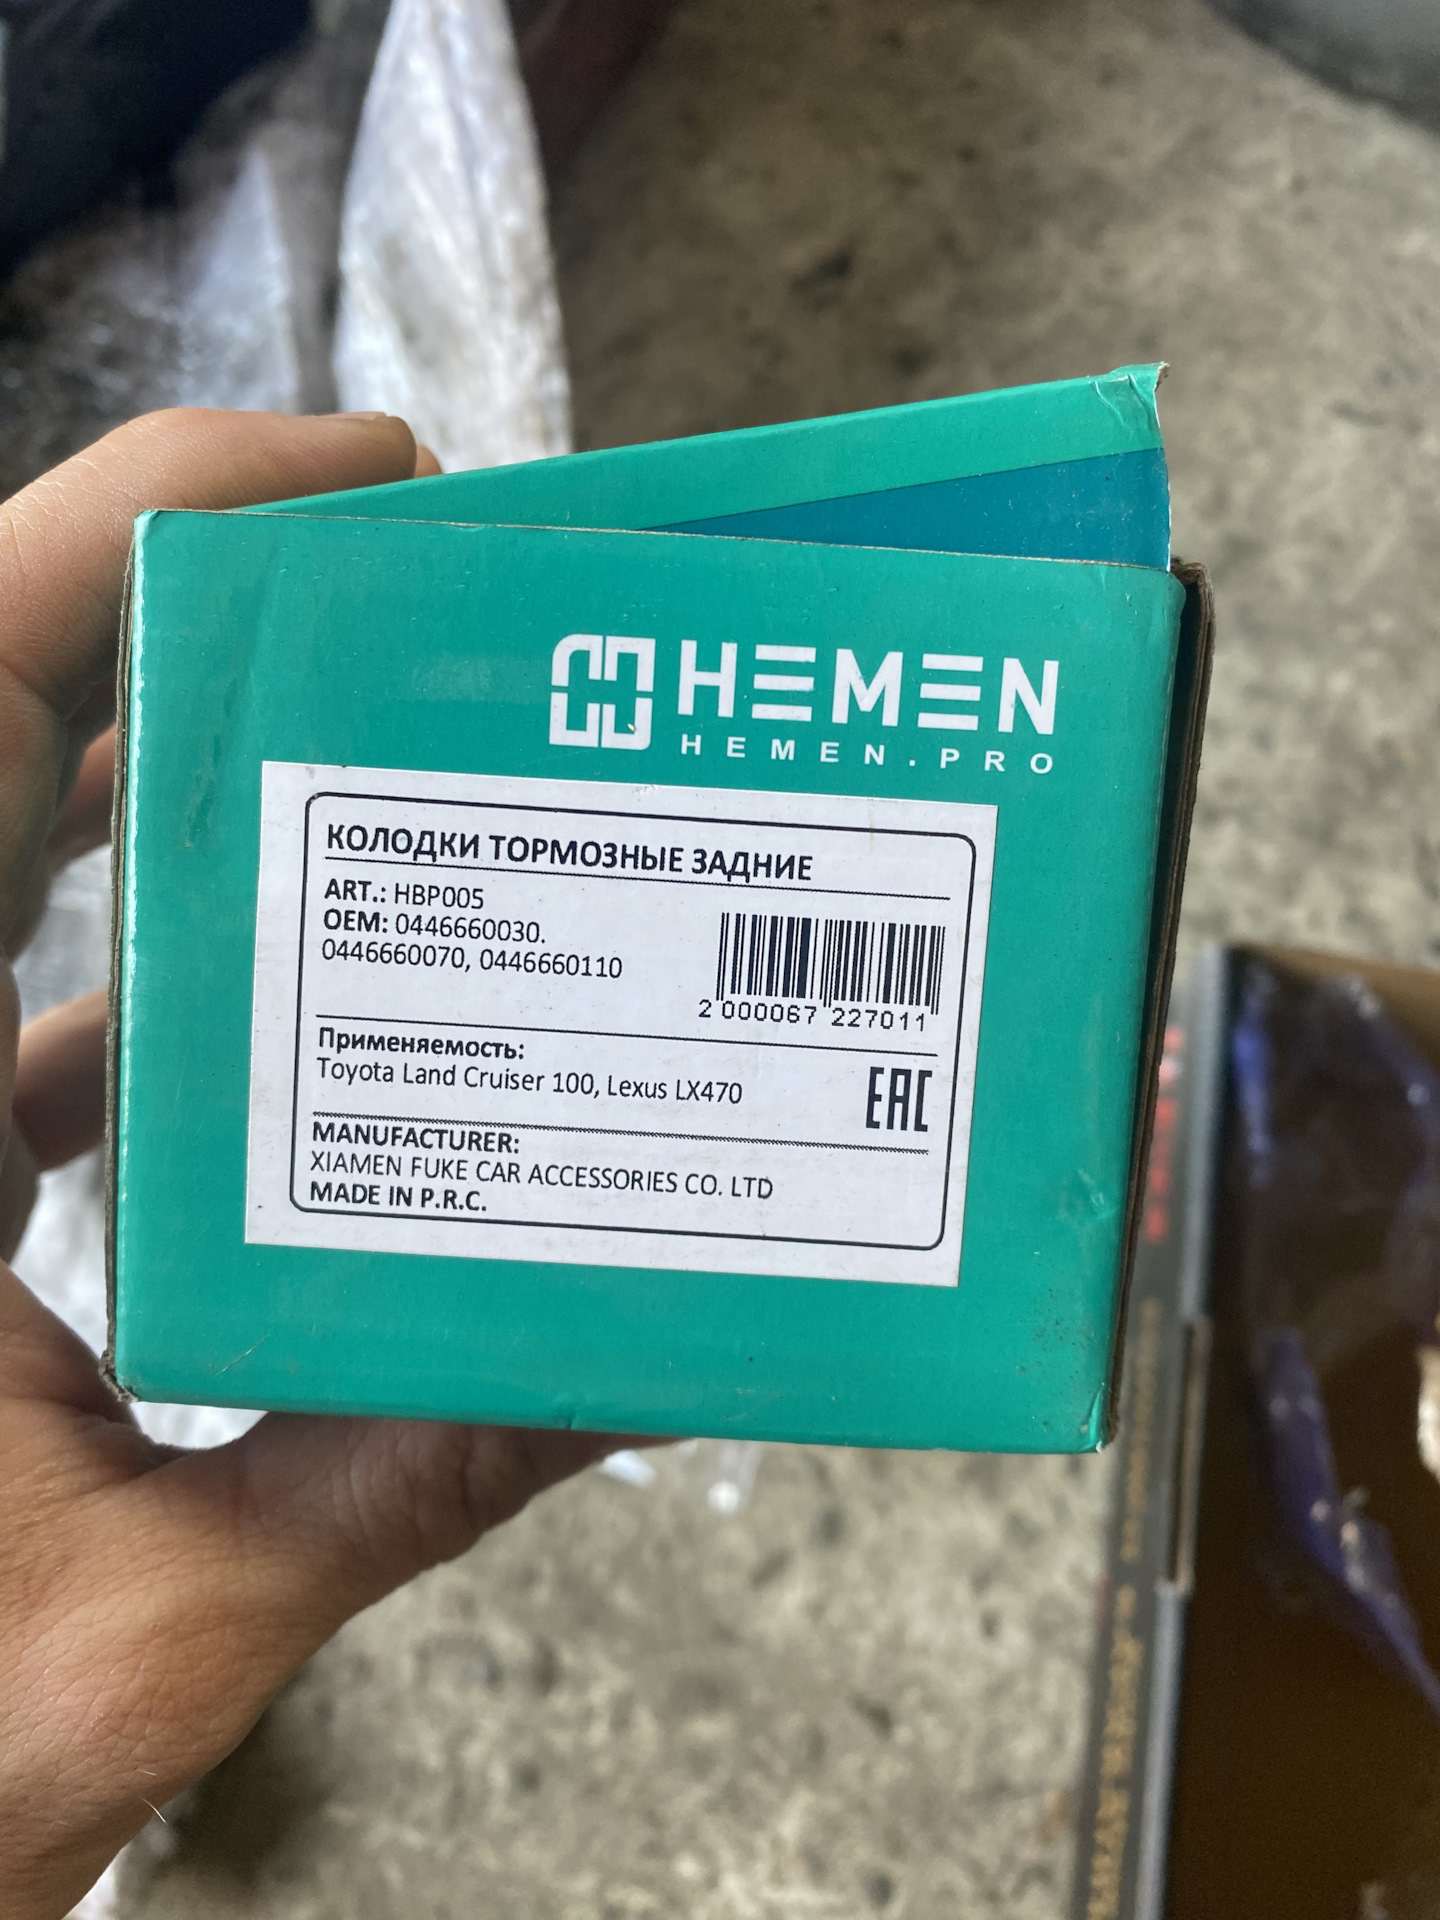 HEMEN
HEMEN.PRO
КОЛОДКИ ТОРМОЗНЫЕ ЗАДНИЕ
ART.: HBP005
OEM: 0446660030.
0446660070, 0446660110
2 000067 227011
Применяемость:
Toyota Land Cruiser 100, Lexus LX470
EAC
MANUFACTURER:
XIAMEN FUKE CAR ACCESSORIES CO. LTD
MADE IN P.R.C.